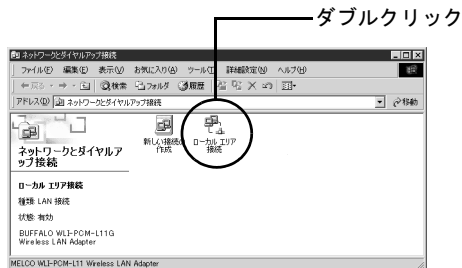 ダブルクリック
ネットワークとダイヤルアップ接続
ファイル(F) 編集(E) 表示(V) お気に入り(A) ツール(T) 詳細設定(N) ヘルプ(H)
戻る 検索 フォルダ 履歴
アドレス(D) ネットワークとダイヤルアップ接続 移動
新しい接続の
作成
ローカル エリア
接続
ネットワークとダイヤルア
ップ接続
ローカル エリア接続
種類: LAN 接続
状態: 有効
BUFFALO WLI-PCM-L11G
Wireless LAN Adapter
MELCO WLI-PCM-L11 Wireless LAN Adapter